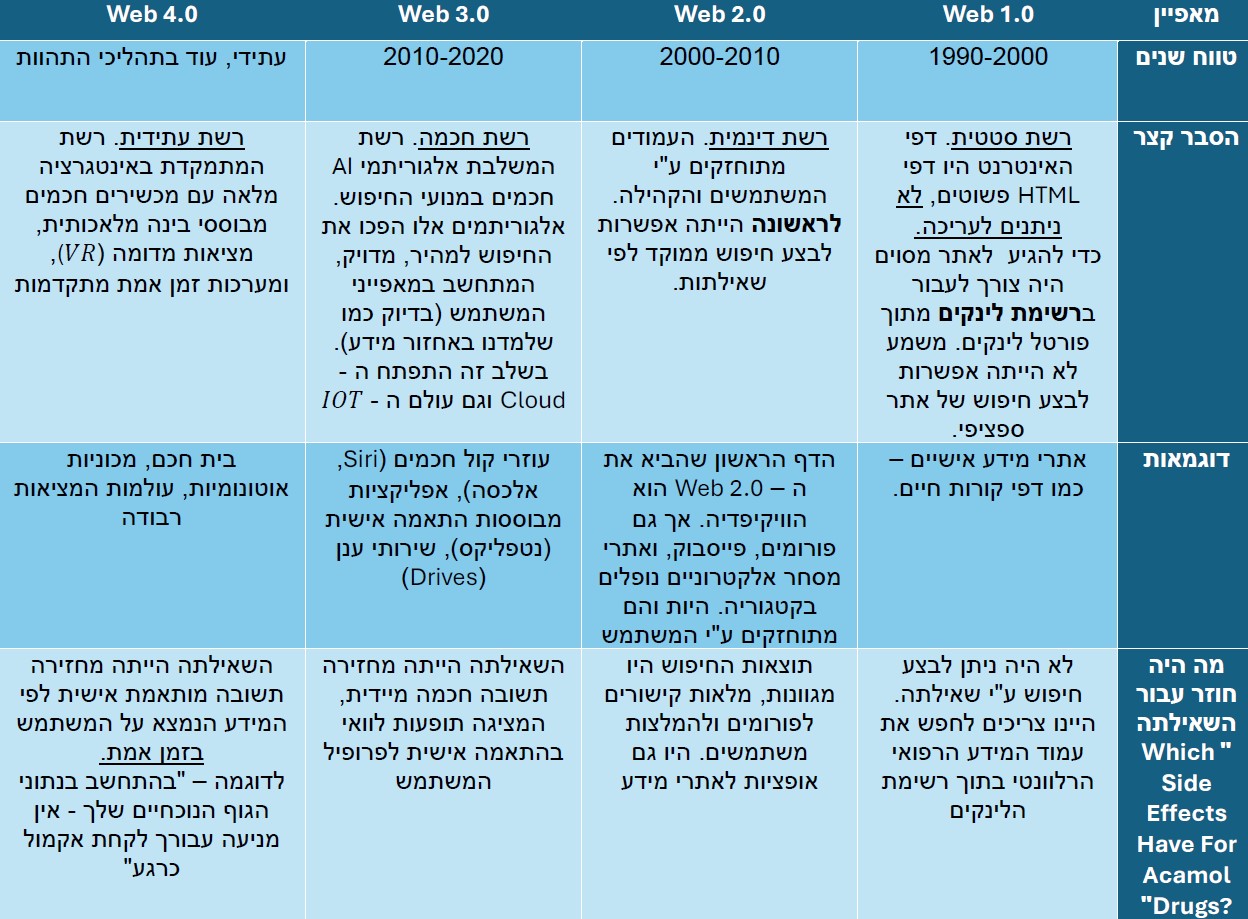 מאפיין
Web 1.0
Web 2.0
Web 3.0
Web 4.0
טווח שנים
1990-2000
2000-2010
2010-2020
עתידי, עוד בתהליכי התהוות
הסבר קצר
רשת סטטית. דפי
האינטרנט היו דפי
HTML פשוטים, לא
ניתנים לעריכה.
כדי להגיע לאתר מסוים
היה צורך לעבור
ברשימת לינקים מתוך
פורטל לינקים. משמע
לא הייתה אפשרות
לבצע חיפוש של אתר
ספציפי.
רשת דינמית. העמודים
מתוחזקים ע"י
המשתמשים והקהילה.
לראשונה הייתה אפשרות
לבצע חיפוש ממוקד לפי
שאילתות.
רשת חכמה. רשת
המשלבת אלגוריתמי AI
חכמים במנועי החיפוש.
אלגוריתמים אלו הפכו את
החיפוש למהיר, מדויק,
המתחשב במאפייני
המשתמש (בדיוק כמו
שלמדנו באחזור מידע).
בשלב זה התפתח ה -
Cloud וגם עולם ה - IOT
רשת עתידית. רשת
המתמקדת באינטגרציה
מלאה עם מכשירים חכמים
מבוססי בינה מלאכותית,
מציאות מדומה (VR),
ומערכות זמן אמת מתקדמות
דוגמאות
אתרי מידע אישיים –
כמו דפי קורות חיים.
הדף הראשון שהביא את
ה – Web 2.0 הוא
הוויקיפדיה. אך גם
פורומים, פייסבוק, ואתרי
מסחר אלקטרוניים נופלים
בקטגוריה. היות והם
מתוחזקים ע"י המשתמש
עוזרי קול חכמים (Siri,
אלכסה), אפליקציות
מבוססות התאמה אישית
(נטפליקס), שירותי ענן
(Drives)
בית חכם, מכוניות
אוטונומיות, עולמות המציאות
רבודה
מה היה
חוזר עבור
השאילתה
Which "
Side
Effects
Have For
Acamol
"Drugs?
לא היה ניתן לבצע
חיפוש ע"י שאילתה.
היינו צריכים לחפש את
עמוד המידע הרפואי
הרלוונטי בתוך רשימת
הלינקים
תוצאות החיפוש היו
מגוונות, מלאות קישורים
לפורומים ולהמלצות
משתמשים. היו גם
אופציות לאתרי מידע
השאילתה הייתה מחזירה
תשובה חכמה מיידית,
המציגה תופעות לוואי
בהתאמה אישית לפרופיל
המשתמש
השאילתה הייתה מחזירה
תשובה מותאמת אישית לפי
המידע הנמצא על המשתמש
בזמן אמת.
לדוגמה – "בהתחשב בנתוני
הגוף הנוכחיים שלך - אין
מניעה עבורך לקחת אקמול
כרגע"